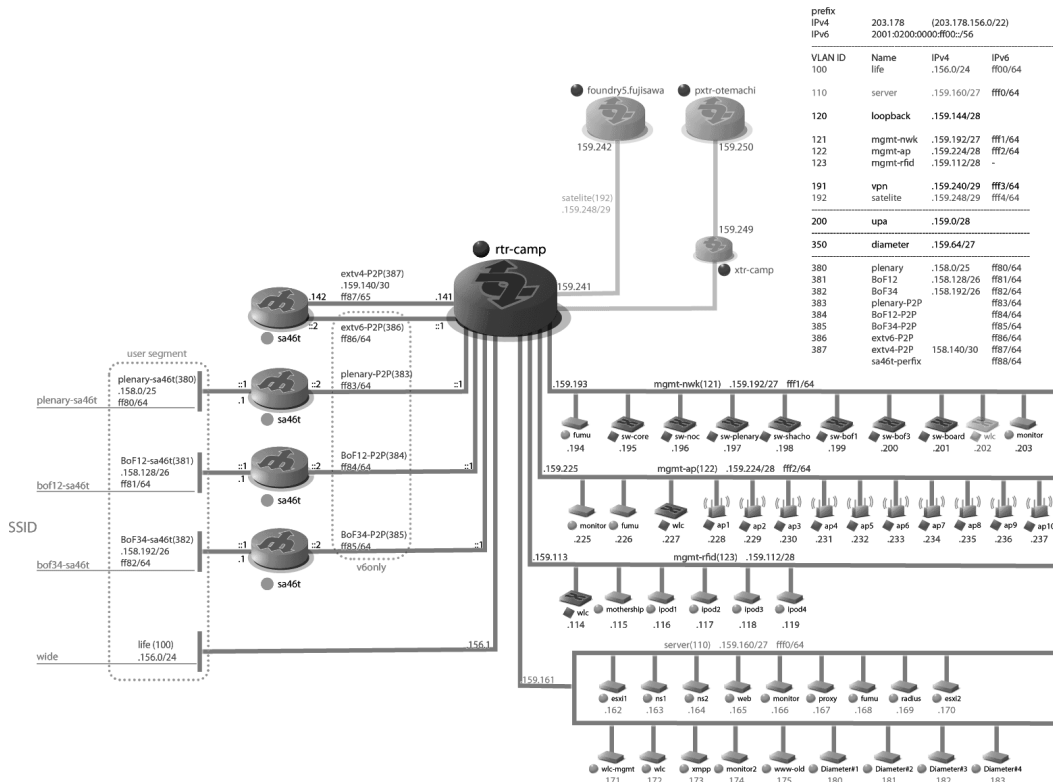 prefix
IPv4 203.178 (203.178.156.0/22)
IPv6 2001:0200:0000:ff00::/56
VLAN ID Name IPv4 IPv6
100 life .156.0/24 ff00/64
110 server .159.160/27 fff0/64
120 loopback .159.144/28
121 mgmt-nwk .159.192/27 fff1/64
122 mgmt-ap .159.224/28 fff2/64
123 mgmt-rfid .159.112/28 -
191 vpn .159.240/29 fff3/64
192 satelite .159.248/29 fff4/64
200 upa .159.0/28
350 diameter .159.64/27
380 plenary .158.0/25 ff80/64
381 BoF12 .158.128/26 ff81/64
382 BoF34 .158.192/26 ff82/64
383 plenary-P2P ff83/64
384 BoF12-P2P ff84/64
385 BoF34-P2P ff85/64
386 extv6-P2P ff86/64
387 extv4-P2P 158.140/30 ff87/64
sa46t-perfix ff88/64
foundry5.fujisawa
pxtr-otemachi
159.242
159.250
satelite(192)
.159.248/29
159.249
xtr-camp
rtr-camp
159.241
extv4-P2P(387)
.159.140/30
ff87/65
.142
.141
::2
extv6-P2P(386)
::1
ff86/64
sa46t
user segment
plenary-sa46t(380)
.158.0/25
ff80/64
plenary-sa46t
::1
.1
::2
plenary-P2P(383)
ff83/64
::1
sa46t
BoF12-sa46t(381)
.158.128/26
ff81/64
bof12-sa46t
::1
.1
::2
BoF12-P2P(384)
ff84/64
::1
sa46t
SSID
BoF34-sa46t(382)
.158.192/26
ff82/64
bof34-sa46t
::1
.1
::2
BoF34-P2P(385)
ff85/64
::1
v6only
sa46t
life (100)
.156.0/24
wide
.156.1
.159.193
mgmt-nwk(121) .159.192/27 fff1/64
fumu sw-core sw-noc sw-plenary sw-shacho sw-bof1 sw-bof3 sw-board wlc monitor
.194 .195 .196 .197 .198 .199 .200 .201 .202 .203
.159.225
mgmt-ap(122) .159.224/28 fff2/64
monitor fumu wlc ap1 ap2 ap3 ap4 ap5 ap6 ap7 ap8 ap9 ap10
.225 .226 .227 .228 .229 .230 .231 .232 .233 .234 .235 .236 .237
.159.113
mgmt-rfid(123) .159.112/28
wlc mothership ipod1 ipod2 ipod3 ipod4
.114 .115 .116 .117 .118 .119
server(110) .159.160/27 fff0/64
159.161
esxi1 ns1 ns2 web monitor proxy fumu radius esxi2
.162 .163 .164 .165 .166 .167 .168 .169 .170
wlc-mgmt wlc xmpp monitor2 www-old Diameter#1 Diameter#2 Diameter#3 Diameter#4
171 172 173 174 175 180 181 182 183